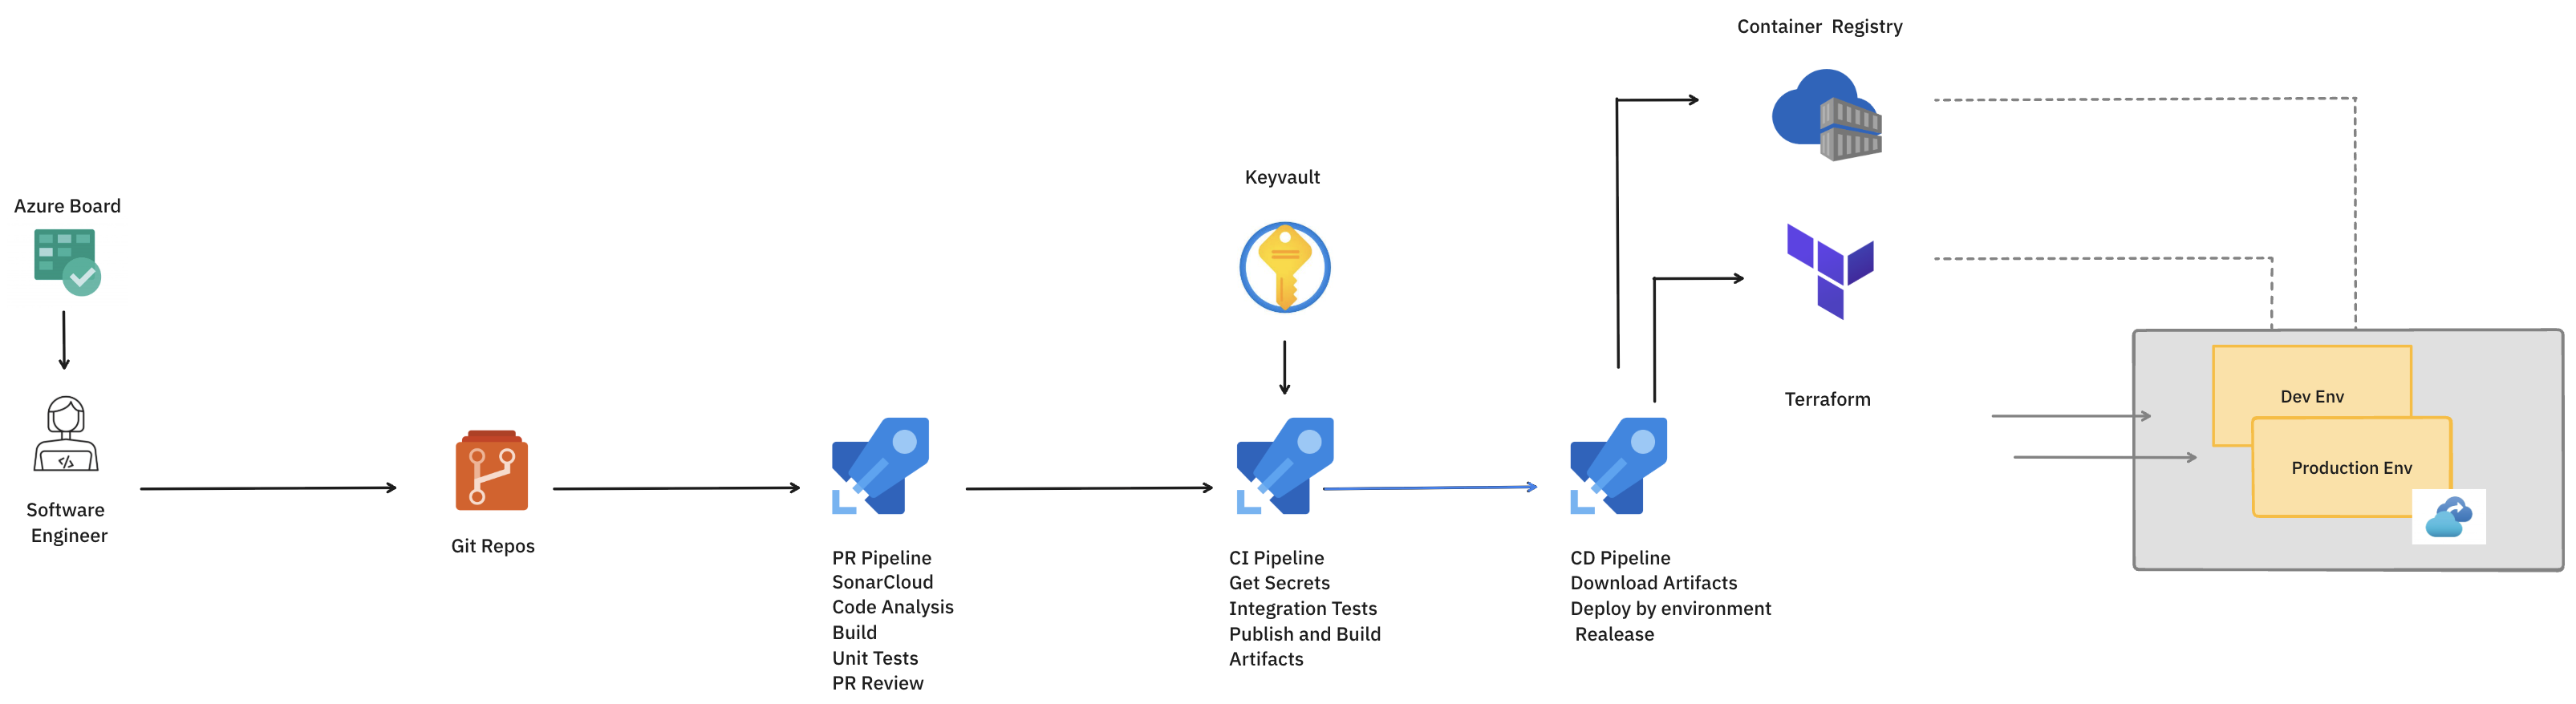 Container Registry
Keyvault
Azure Board
Terraform
Dev Env
Production Env
</>
Software
Engineer
Git Repos
PR Pipeline
SonarCloud
Code Analysis
Build
Unit Tests
PR Review
CI Pipeline
Get Secrets
Integration Tests
Publish and Build
Artifacts
CD Pipeline
Download Artifacts
Deploy by environment
Realease